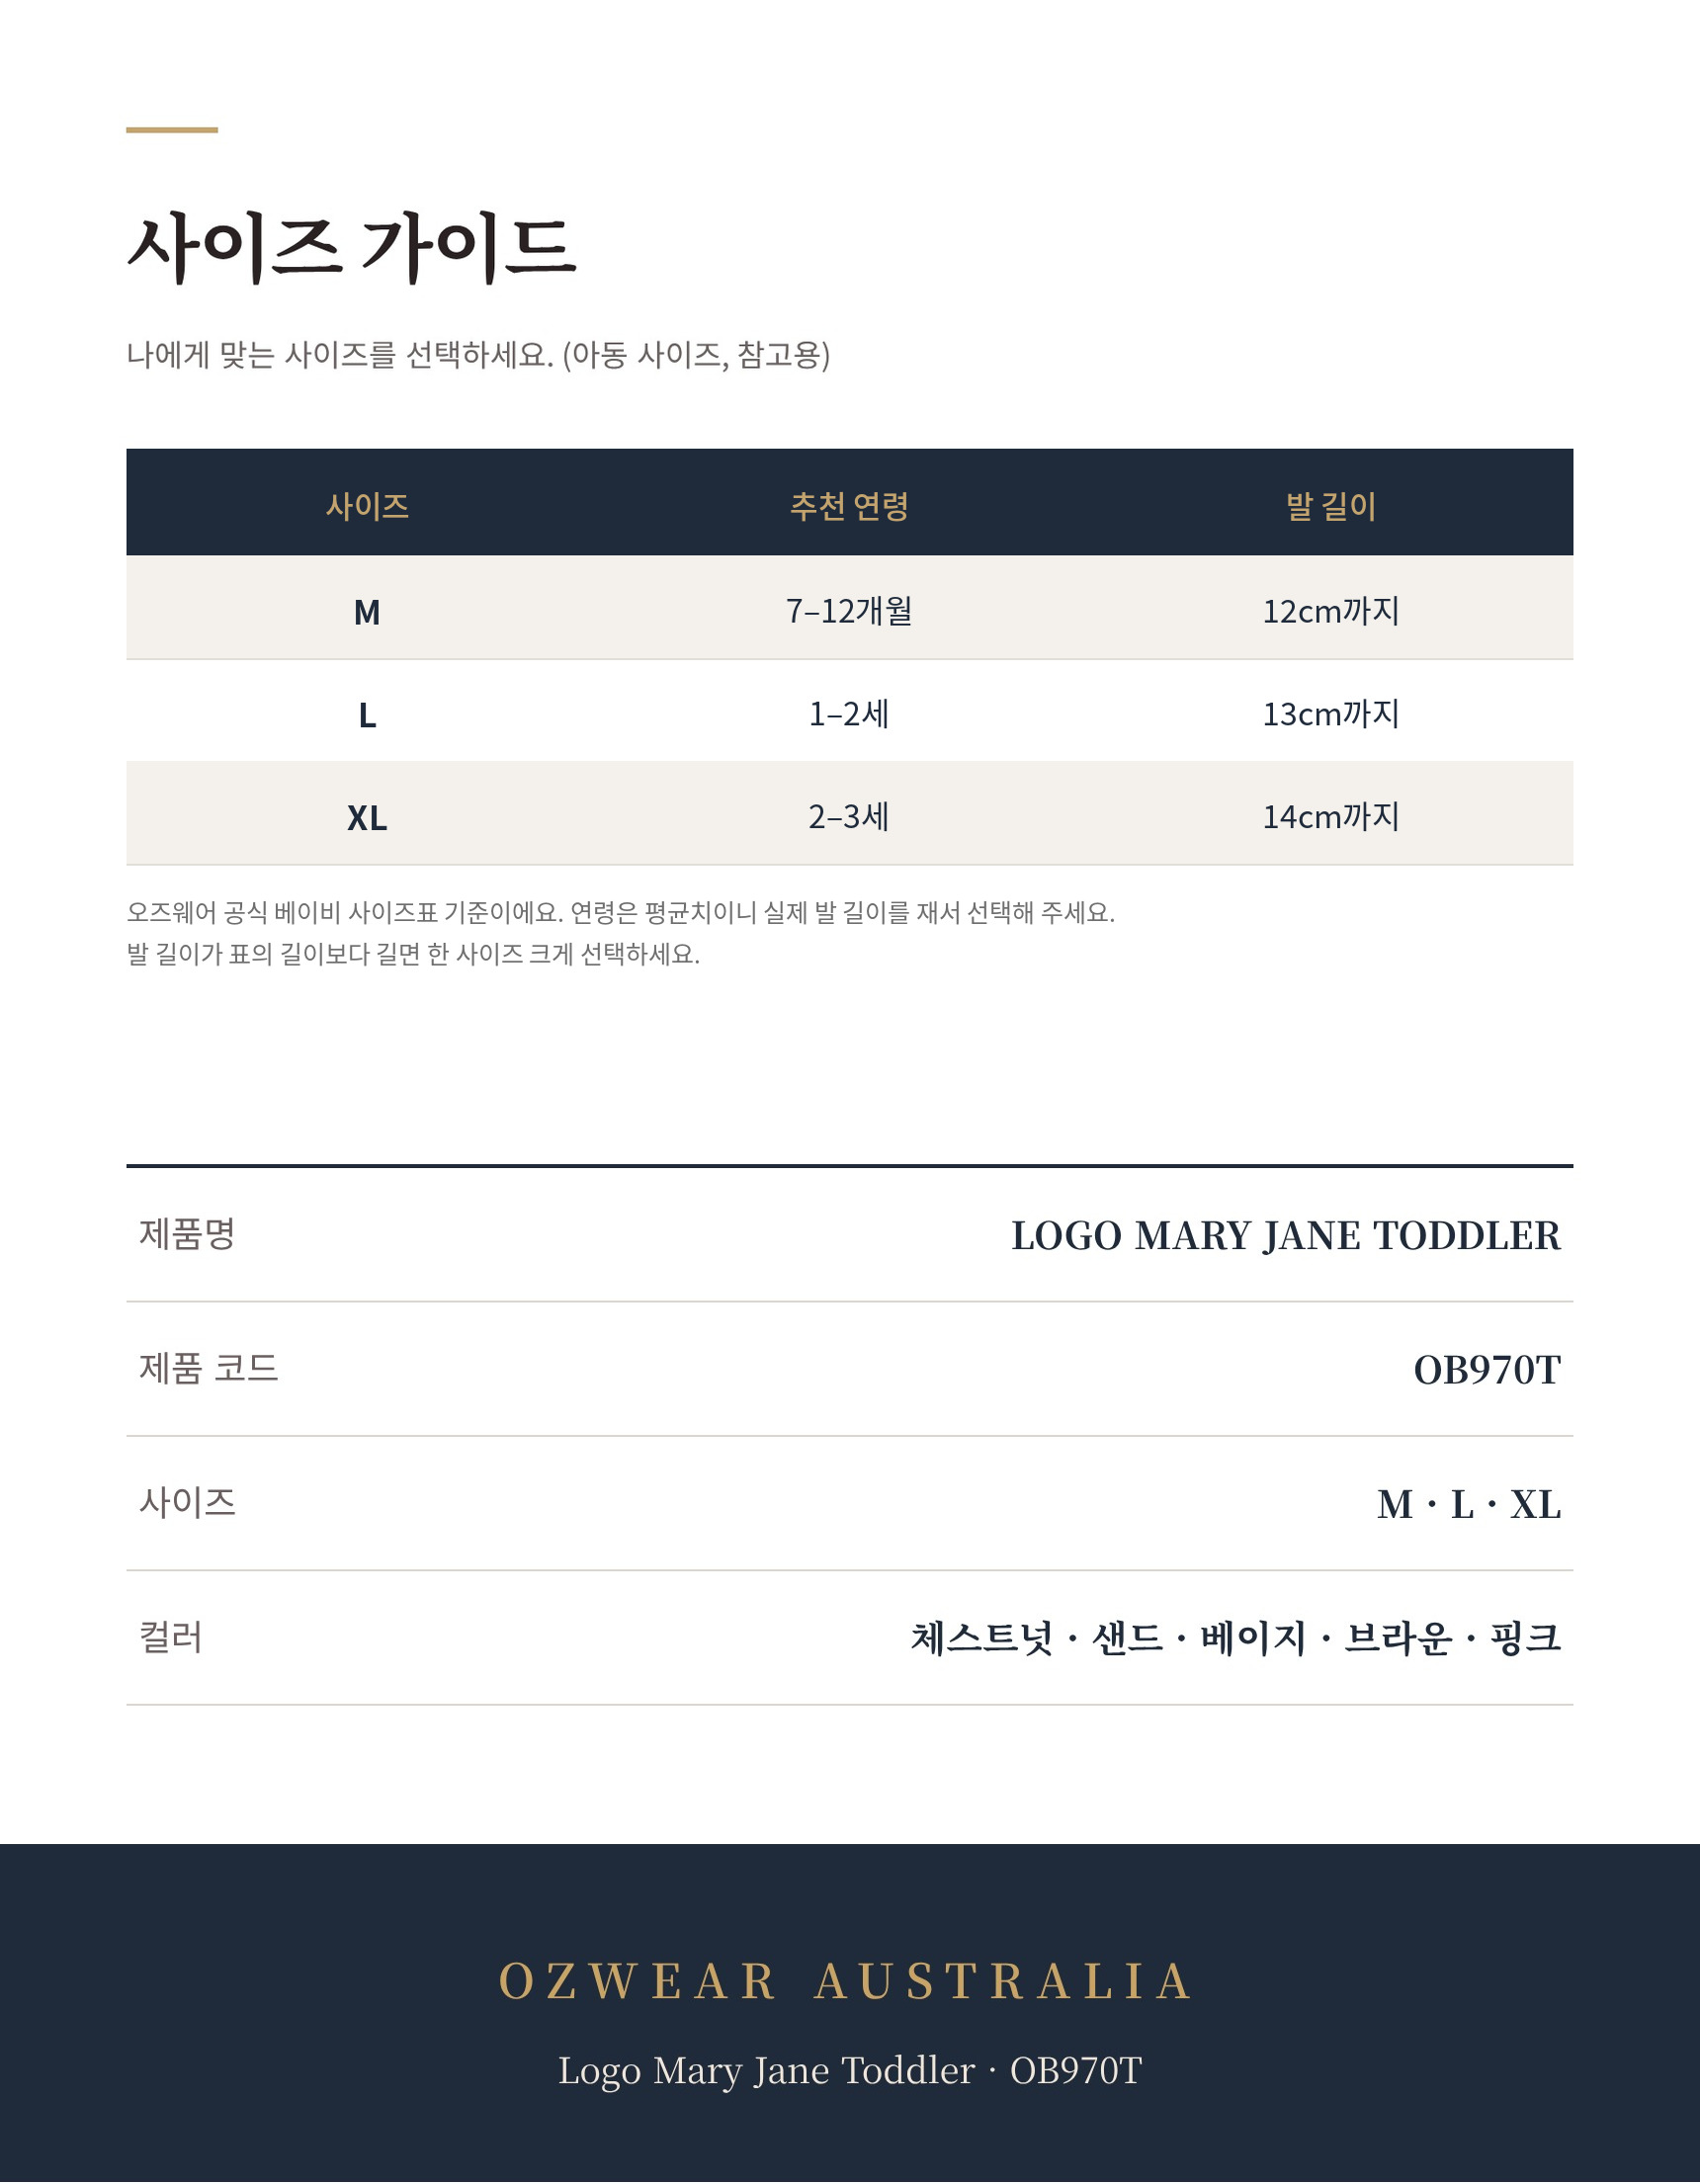 사이즈 가이드
나에게 맞는 사이즈를 선택하세요. (아동 사이즈, 참고용)
사이즈 추천 연령 발 길이
M 7–12개월 12cm까지
L 1–2세 13cm까지
XL 2–3세 14cm까지
오즈웨어 공식 베이비 사이즈표 기준이에요. 연령은 평균치이니 실제 발 길이를 재서 선택해 주세요.
발 길이가 표의 길이보다 길면 한 사이즈 크게 선택하세요.
제품명 LOGO MARY JANE TODDLER
제품 코드 OB970T
사이즈 M · L · XL
컬러 체스트넛 · 샌드 · 베이지 · 브라운 · 핑크
OZWEAR AUSTRALIA
Logo Mary Jane Toddler · OB970T